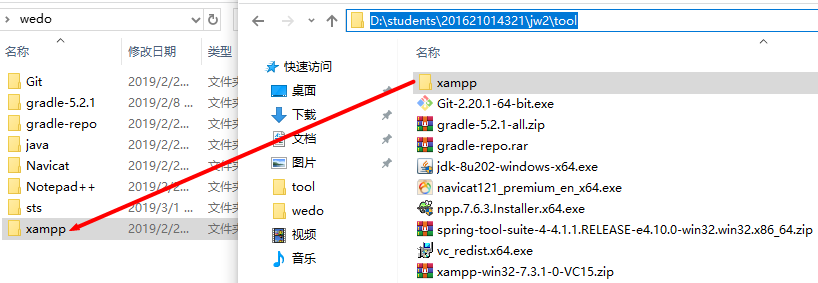 wedo
名称
修改日期
类型
Git
2019/2/2...
文件夹
gradle-5.2.1
2019/2/8 ...
文件夹
gradle-repo
2019/2/2...
文件夹
java
2019/2/2...
文件夹
Navicat
2019/2/2...
文件夹
Notepad++
2019/2/2...
文件夹
sts
2019/3/1 ...
文件夹
xampp
2019/2/2...
文件夹
D:\students\201621014321\jw2\tool
快速访问
桌面
下载
文档
图片
tool
wedo
视频
音乐
名称
xampp
Git-2.20.1-64-bit.exe
gradle-5.2.1-all.zip
gradle-repo.rar
jdk-8u202-windows-x64.exe
navicat121_premium_en_x64.exe
npp.7.6.3.Installer.x64.exe
spring-tool-suite-4-4.1.1.RELEASE-e4.10.0-win32.win32.x86_64.zip
vc_redist.x64.exe
xampp-win32-7.3.1-0-VC15.zip